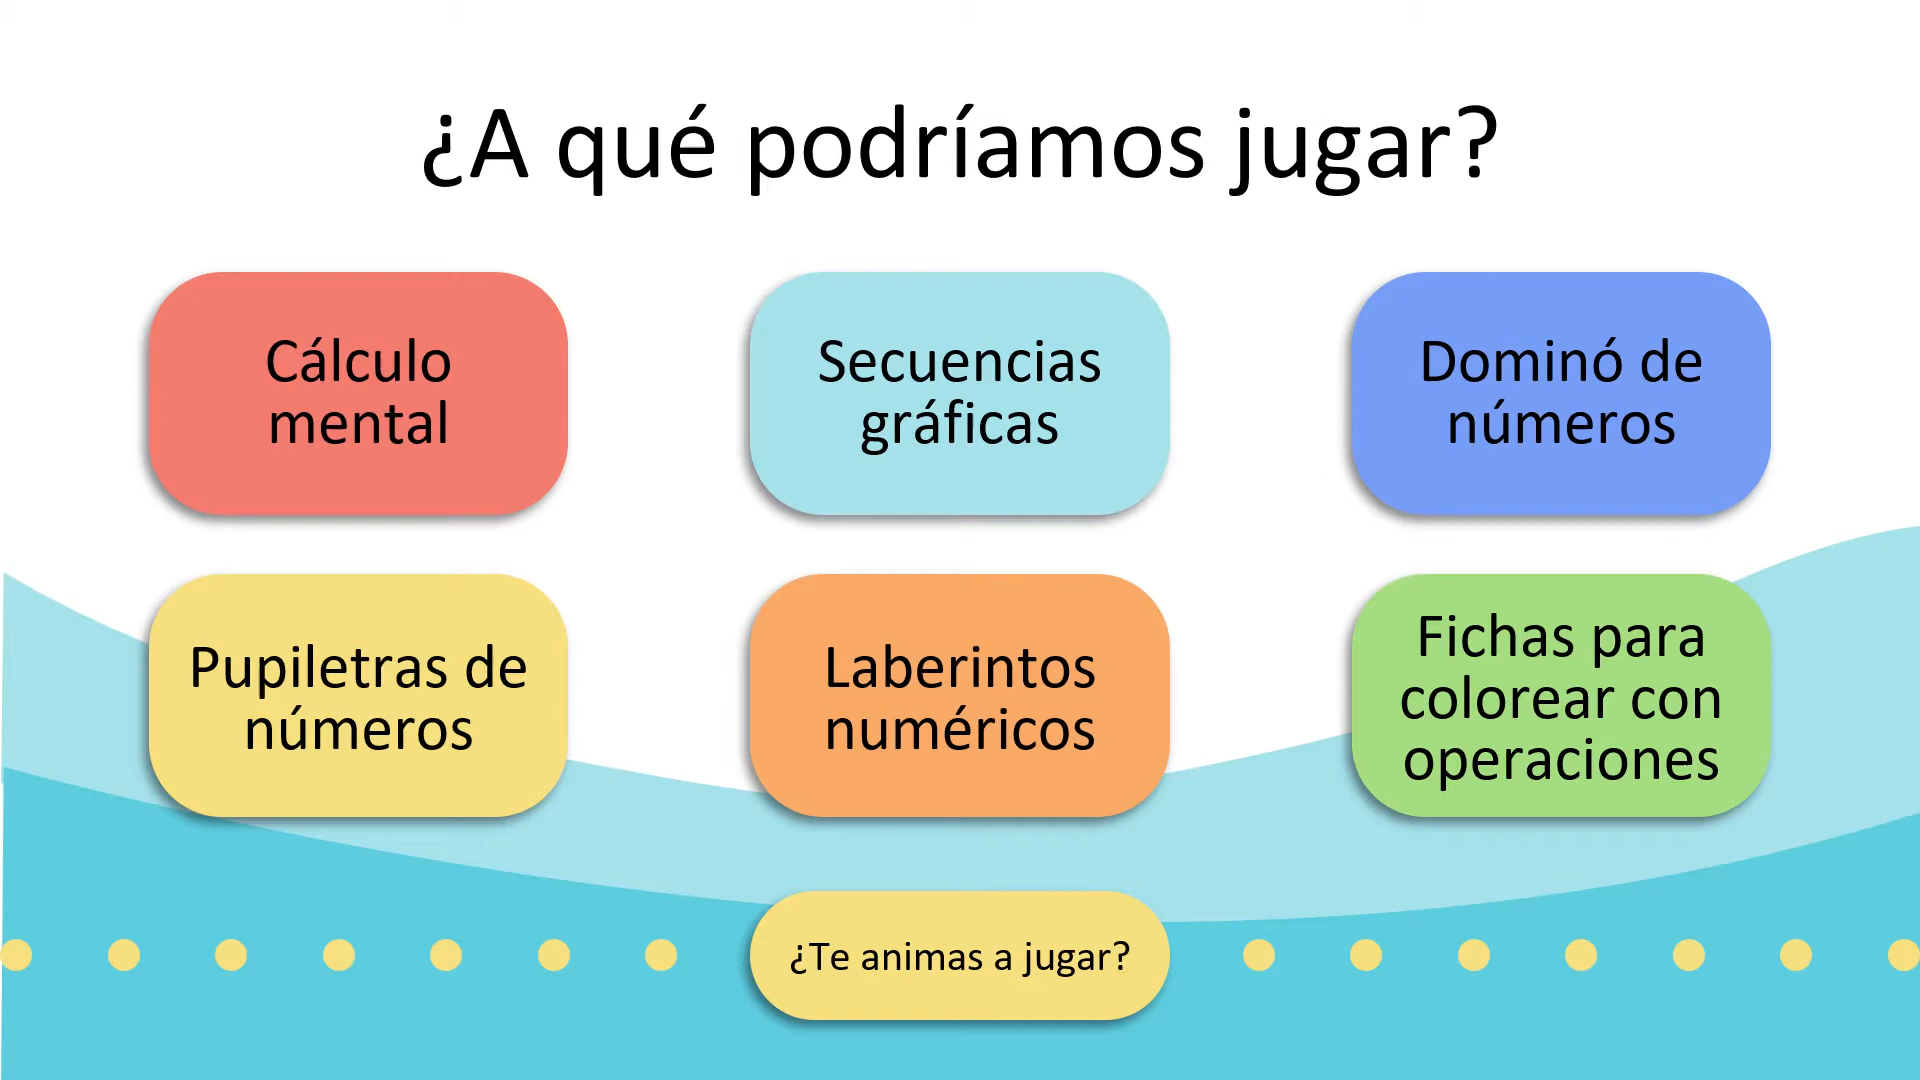 ¿A qué podríamos jugar?
Cálculo
mental
Secuencias
gráficas
Dominó de
números
Pupiletras de
números
Laberintos
numéricos
Fichas para
colorear con
operaciones
¿Te animas a jugar?